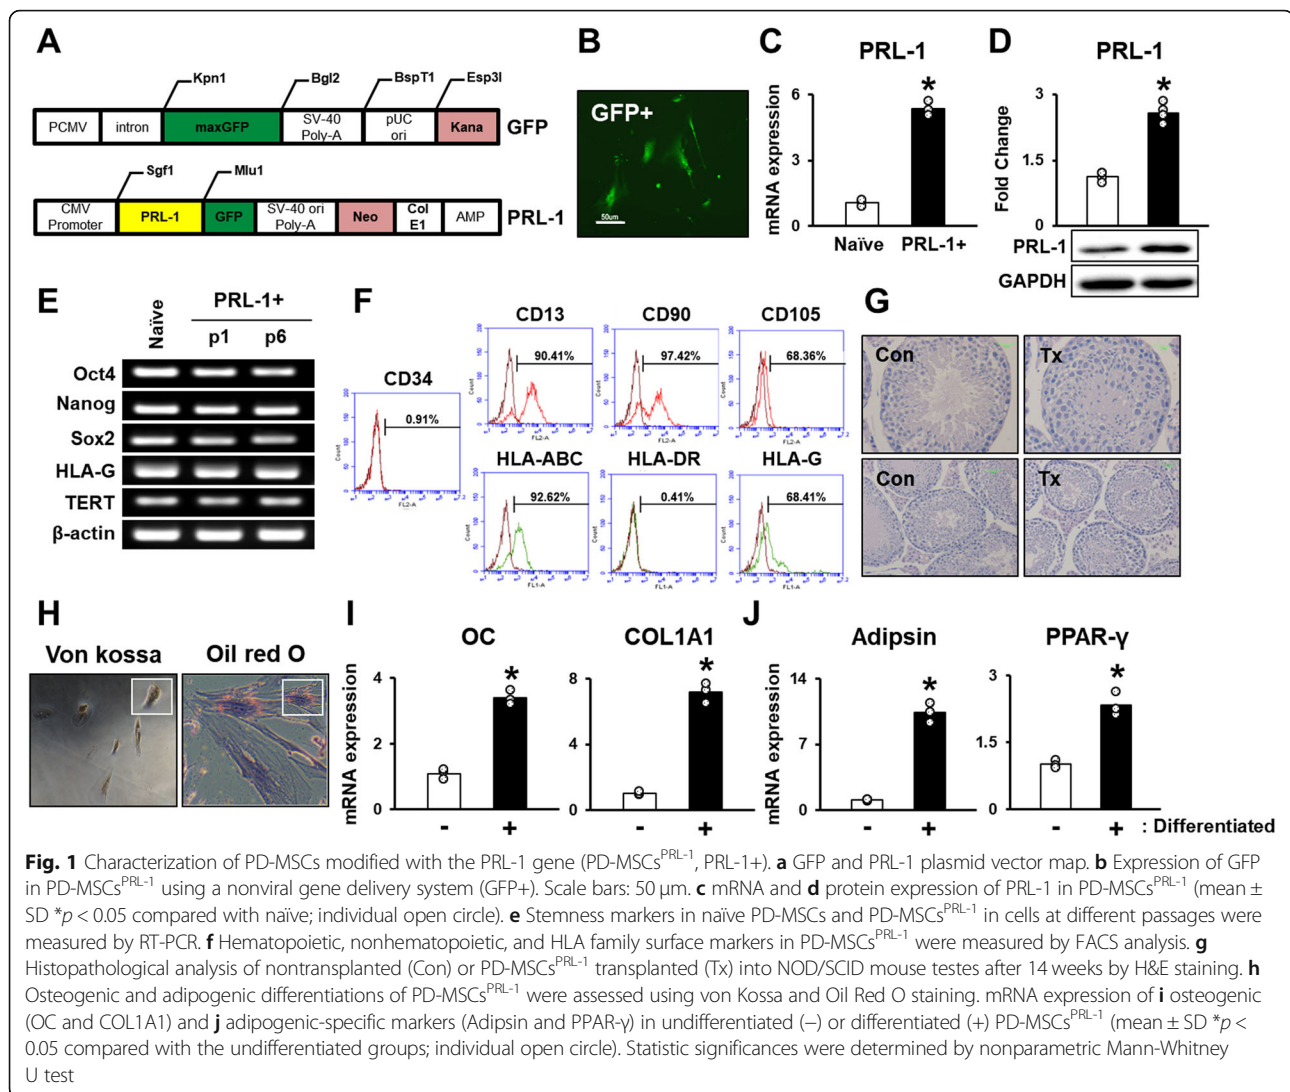 A
Kpn1 Bgl2 BspT1 Esp3I
PCMV intron maxGFP SV-40 Poly-A pUC ori Kana GFP
Sgf1 Mlu1
CMV Promoter PRL-1 GFP SV-40 ori Poly-A Neo Col E1 AMP PRL-1
B
GFP+
50um
C
PRL-1
*
mRNA expression
6
3
0
Naïve PRL-1+
D
PRL-1
*
Fold Change
3
1.5
0
PRL-1
GAPDH
E
Naïve
PRL-1+
p1 p6
Oct4
Nanog
Sox2
HLA-G
TERT
β-actin
F
CD34
0.91%
Count
FL2-A
CD13
90.41%
Count
FL2-A
CD90
97.42%
Count
FL2-A
CD105
68.36%
Count
FL2-A
HLA-ABC
92.62%
Count
FL1-A
HLA-DR
0.41%
Count
FL1-A
HLA-G
68.41%
Count
FL1-A
G
Con Tx
Con Tx
H
Von kossa Oil red O
I
OC
*
mRNA expression
4
2
0
- +
COL1A1
*
8
4
0
- +
J
Adipsin
*
mRNA expression
14
7
0
- +
PPAR-γ
*
3
1.5
0
- + : Differentiated
Fig. 1 Characterization of PD-MSCs modified with the PRL-1 gene (PD-MSCsPRL-1, PRL-1+). a GFP and PRL-1 plasmid vector map. b Expression of GFP
in PD-MSCsPRL-1 using a nonviral gene delivery system (GFP+). Scale bars: 50 μm. c mRNA and d protein expression of PRL-1 in PD-MSCsPRL-1 (mean ±
SD *p < 0.05 compared with naïve; individual open circle). e Stemness markers in naïve PD-MSCs and PD-MSCsPRL-1 in cells at different passages were
measured by RT-PCR. f Hematopoietic, nonhematopoietic, and HLA family surface markers in PD-MSCsPRL-1 were measured by FACS analysis. g
Histopathological analysis of nontransplanted (Con) or PD-MSCsPRL-1 transplanted (Tx) into NOD/SCID mouse testes after 14 weeks by H&E staining. h
Osteogenic and adipogenic differentiations of PD-MSCsPRL-1 were assessed using von Kossa and Oil Red O staining. mRNA expression of i osteogenic
(OC and COL1A1) and j adipogenic-specific markers (Adipsin and PPAR-γ) in undifferentiated (−) or differentiated (+) PD-MSCsPRL-1 (mean ± SD *p <
0.05 compared with the undifferentiated groups; individual open circle). Statistic significances were determined by nonparametric Mann-Whitney
U test